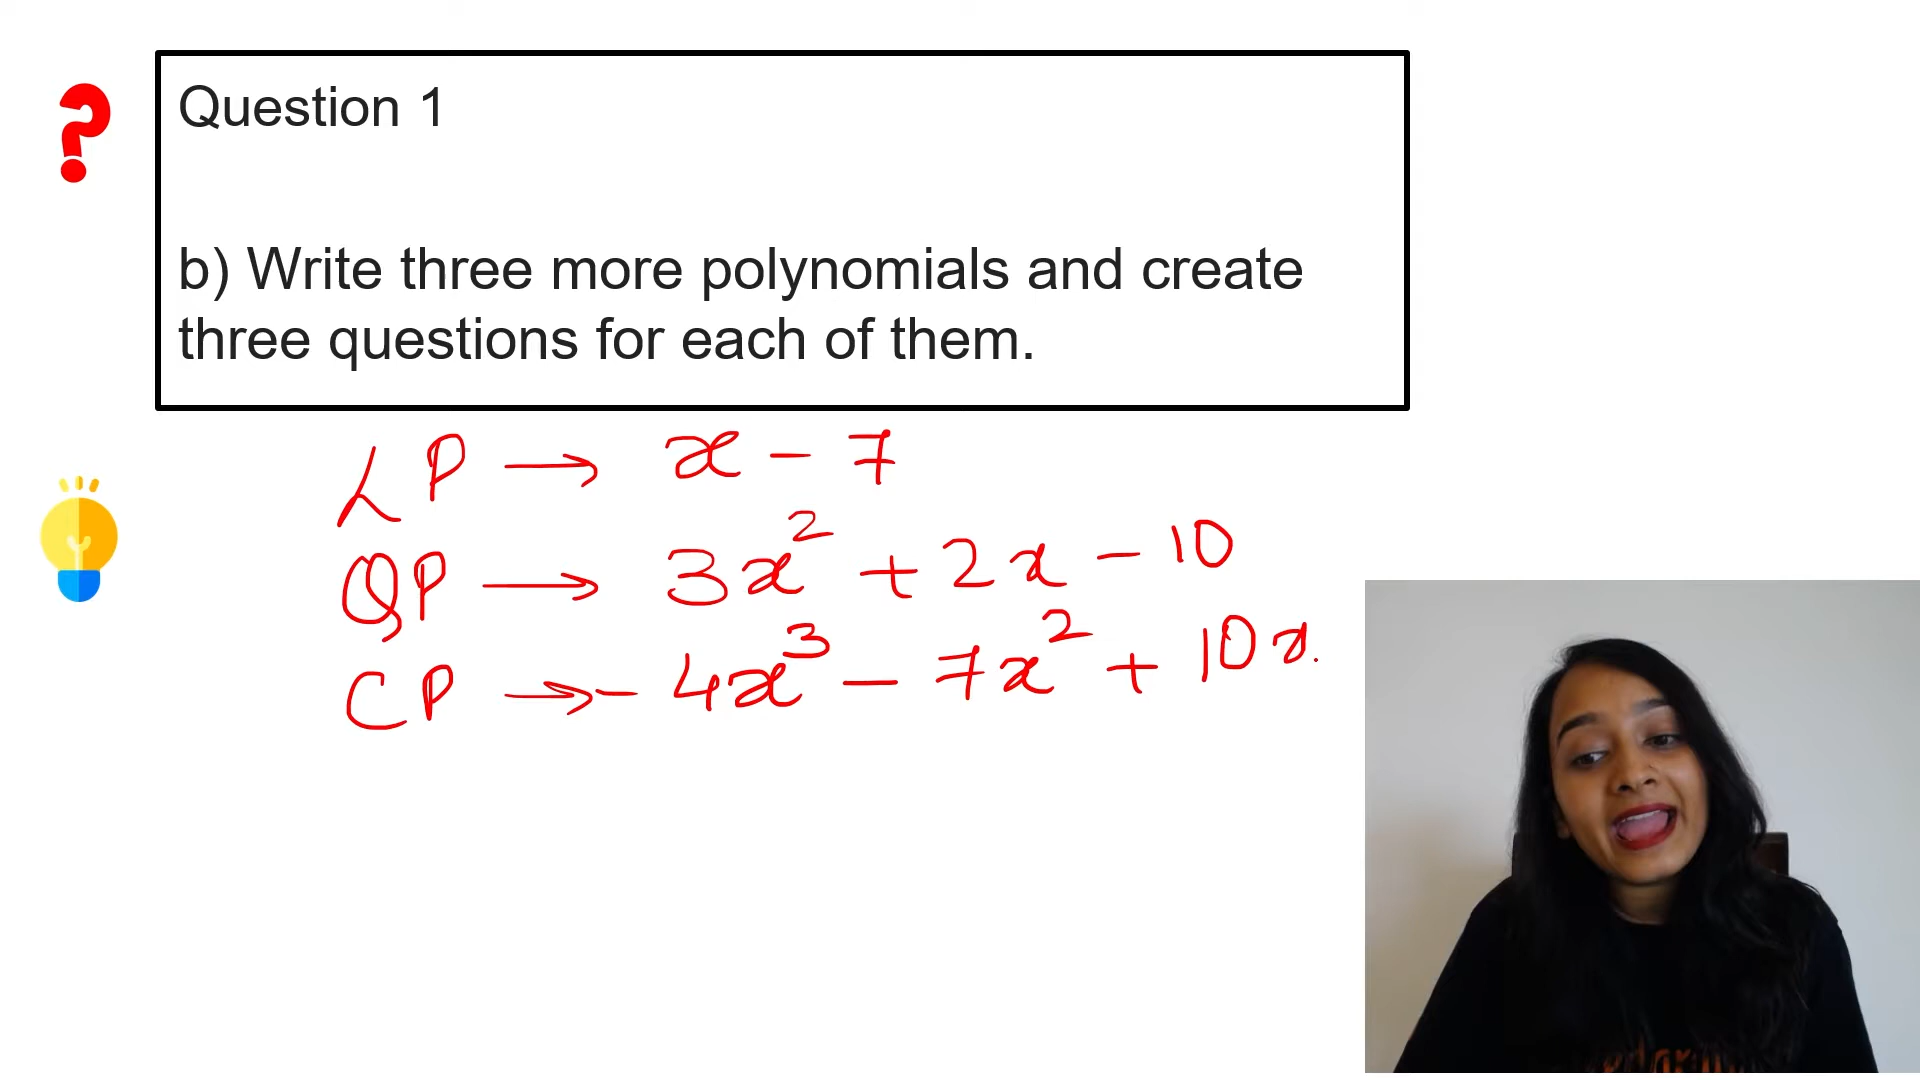 Question 1
b) Write three more polynomials and create
three questions for each of them.
LP → x - 7
QP → 3x² + 2x - 10
CP → - 4x³ - 7x² + 10x.